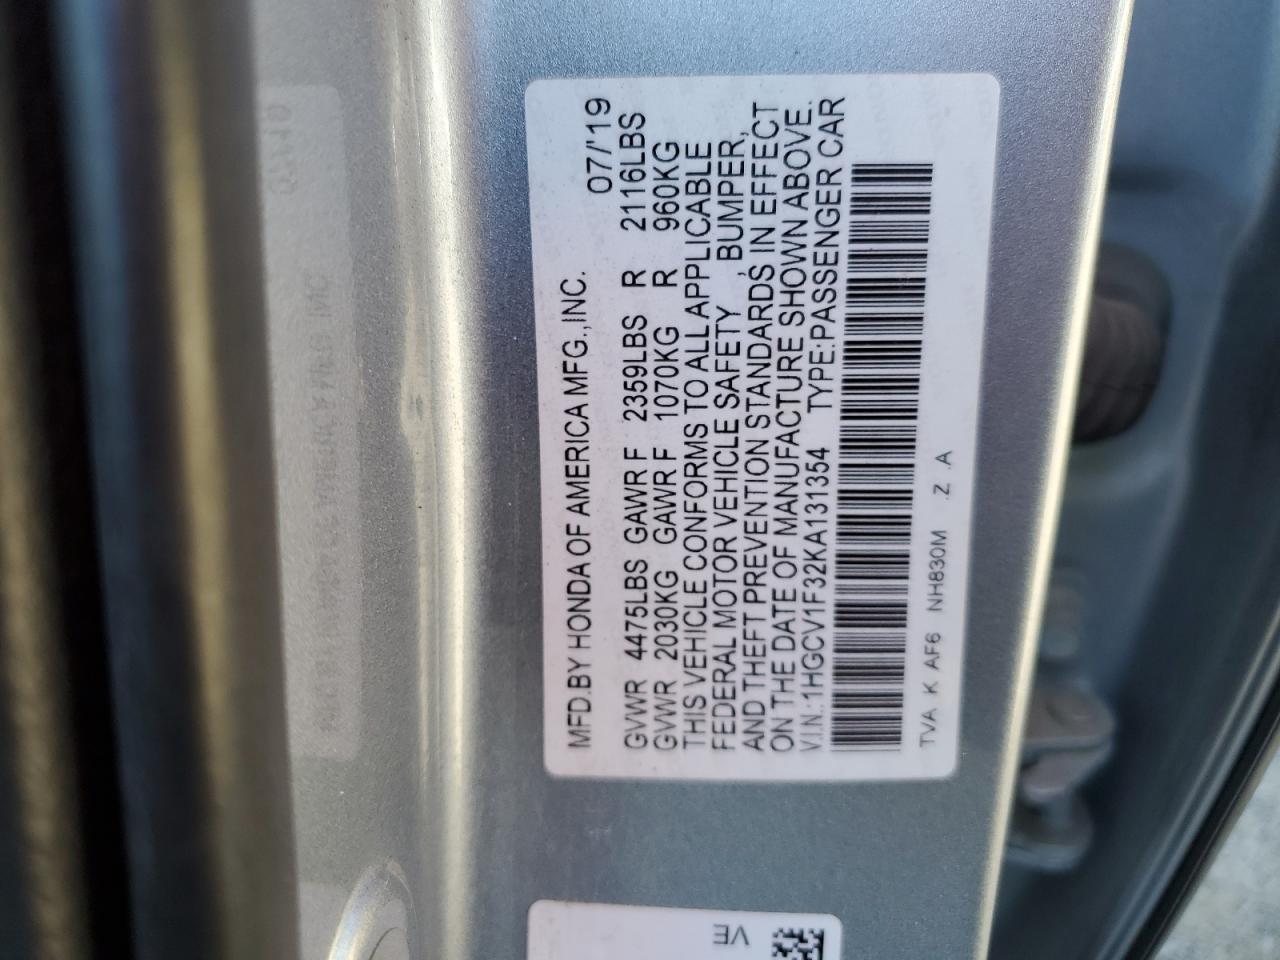 MFD.BY HONDA OF AMERICA MFG.,INC. 07/'19
GVWR 4475LBS GAWR F 2359LBS R 2116LBS
GVWR 2030KG GAWR F 1070KG R 960KG
THIS VEHICLE CONFORMS TO ALL APPLICABLE
FEDERAL MOTOR VEHICLE SAFETY, BUMPER,
AND THEFT PREVENTION STANDARDS, IN EFFECT
ON THE DATE OF MANUFACTURE SHOWN ABOVE.
V.I.N.:1HGCV1F32KA131354 TYPE:PASSENGER CAR
TVA K AF6 NH830M .Z .A
VE